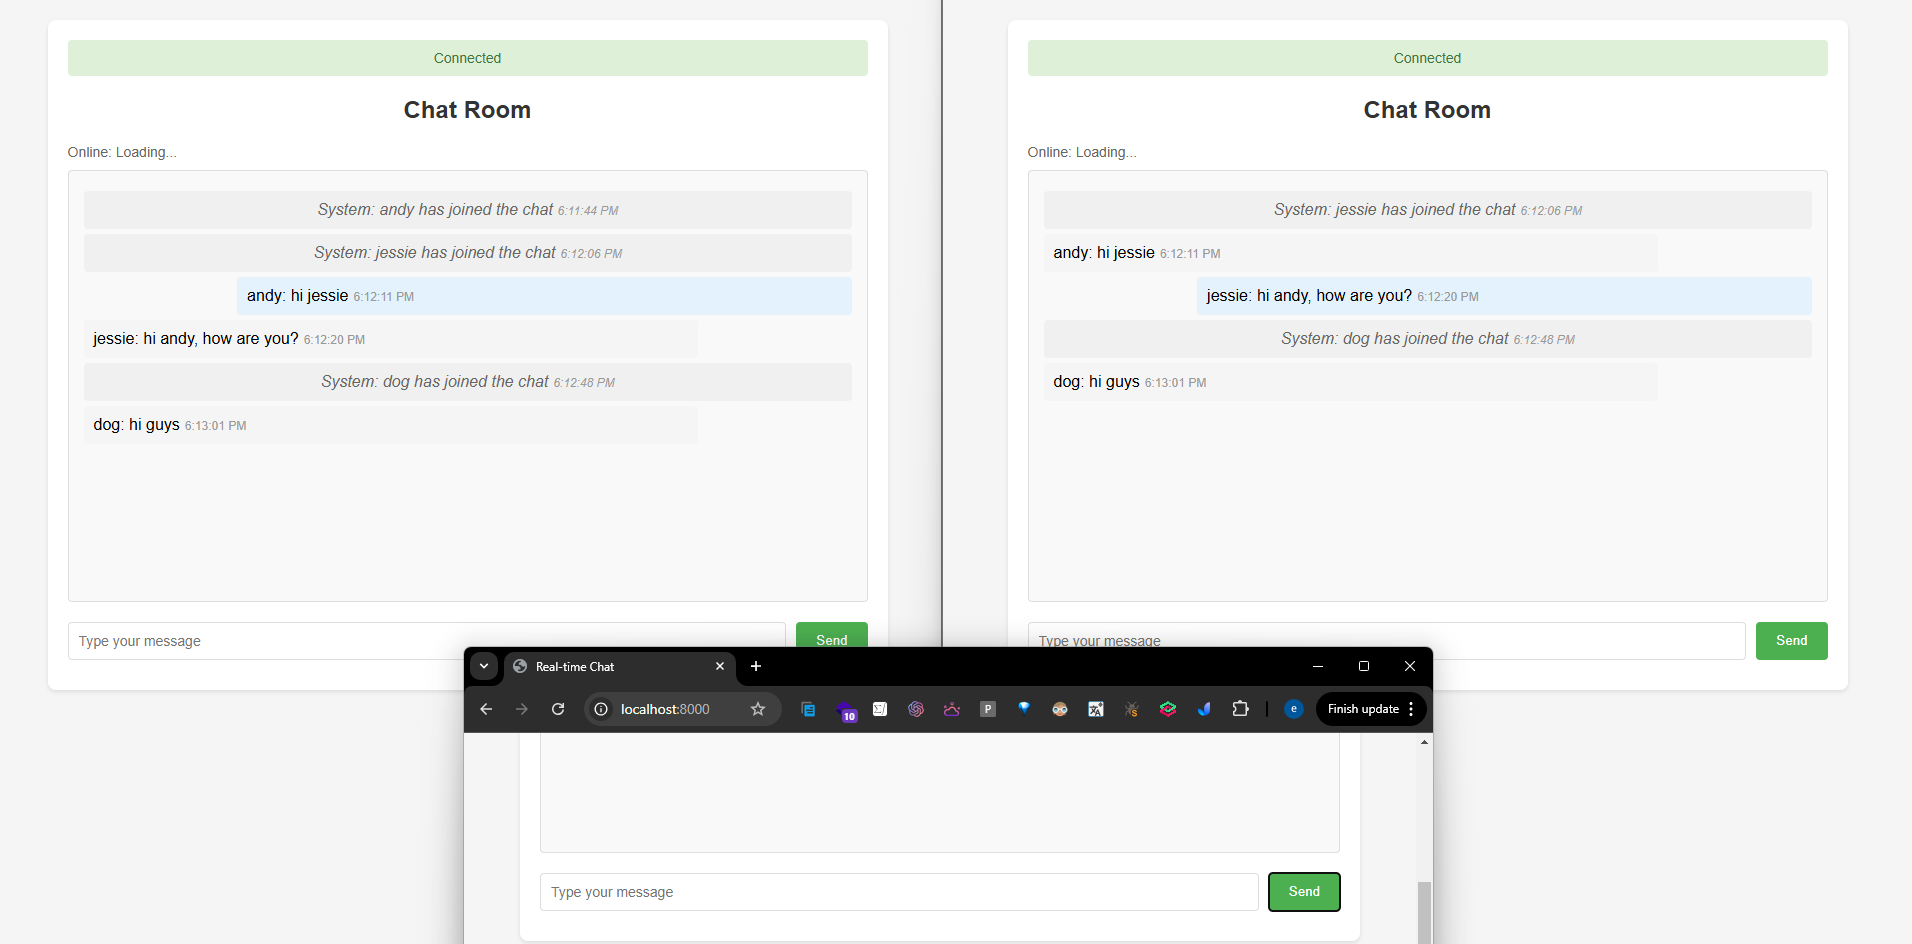 Connected
Chat Room
Online: Loading...
System: andy has joined the chat 6:11:44 PM
System: jessie has joined the chat 6:12:06 PM
andy: hi jessie 6:12:11 PM
jessie: hi andy, how are you? 6:12:20 PM
System: dog has joined the chat 6:12:48 PM
dog: hi guys 6:13:01 PM
Type your message
Send
Connected
Chat Room
Online: Loading...
System: jessie has joined the chat 6:12:06 PM
andy: hi jessie 6:12:11 PM
jessie: hi andy, how are you? 6:12:20 PM
System: dog has joined the chat 6:12:48 PM
dog: hi guys 6:13:01 PM
Type your message
Send
Real-time Chat
localhost:8000
10
P
S
e
Finish update
Type your message
Send